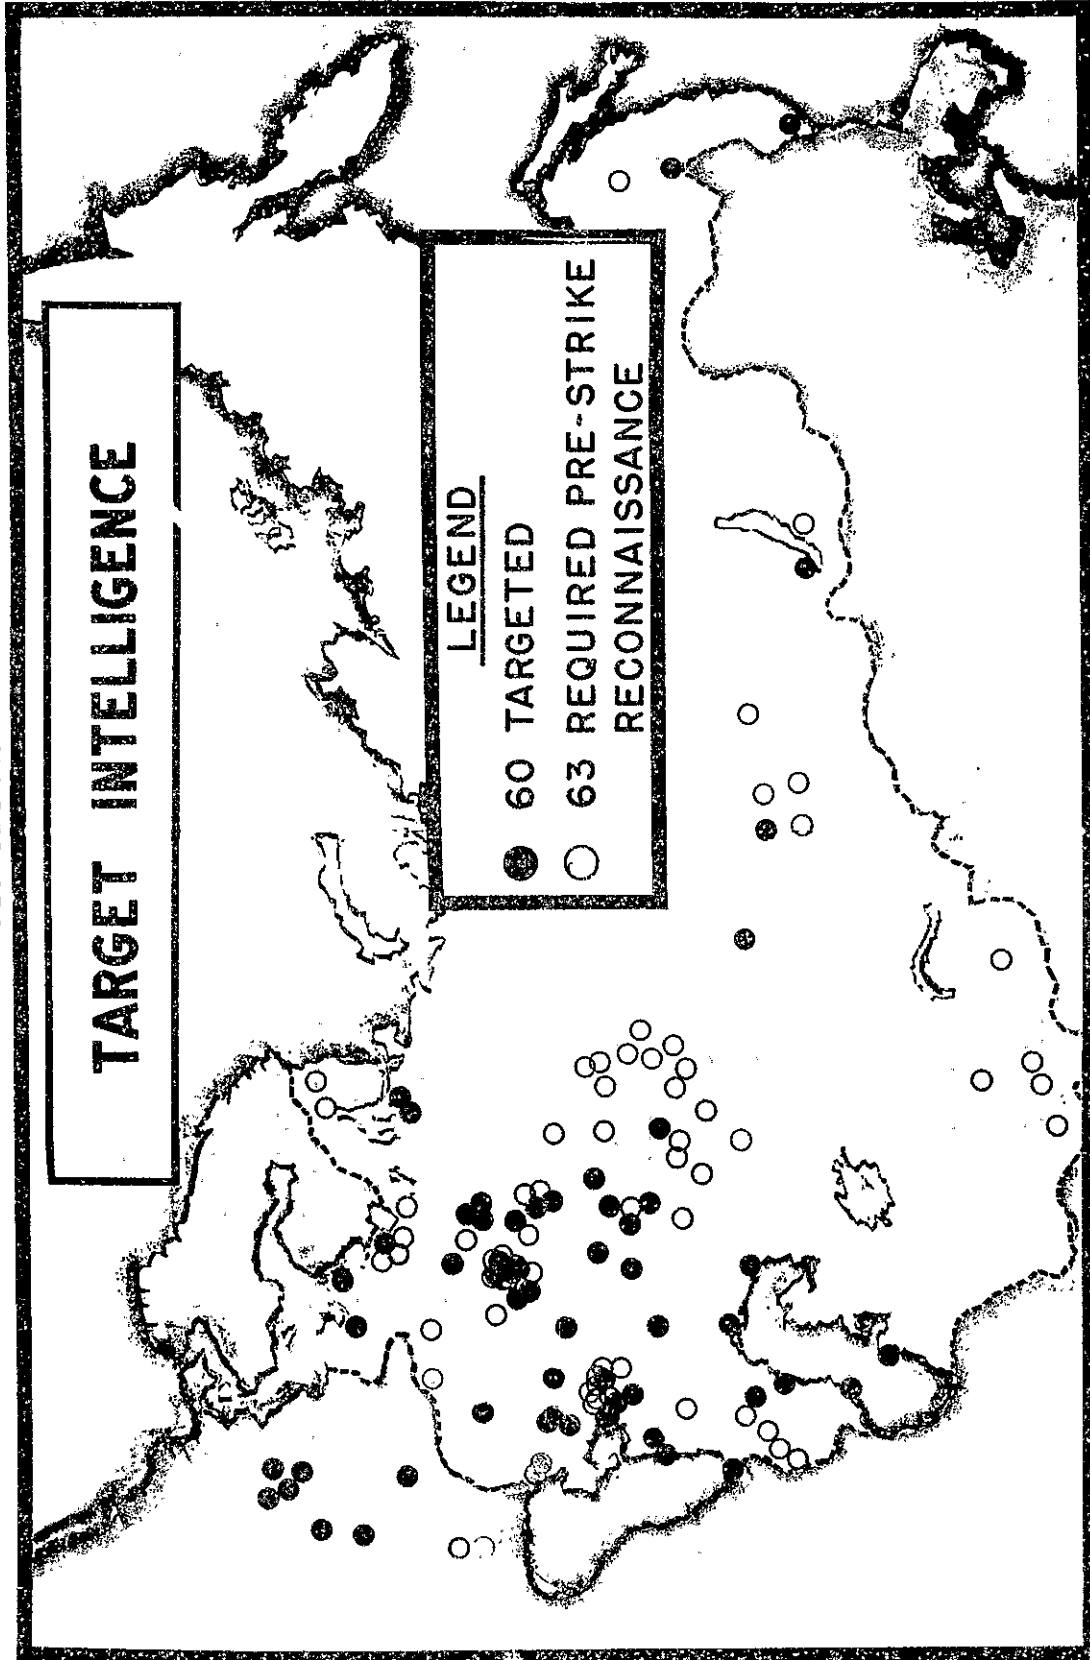 TARGET INTELLIGENCE
LEGEND
60 TARGETED
63 REQUIRED PRE-STRIKE
RECONNAISSANCE